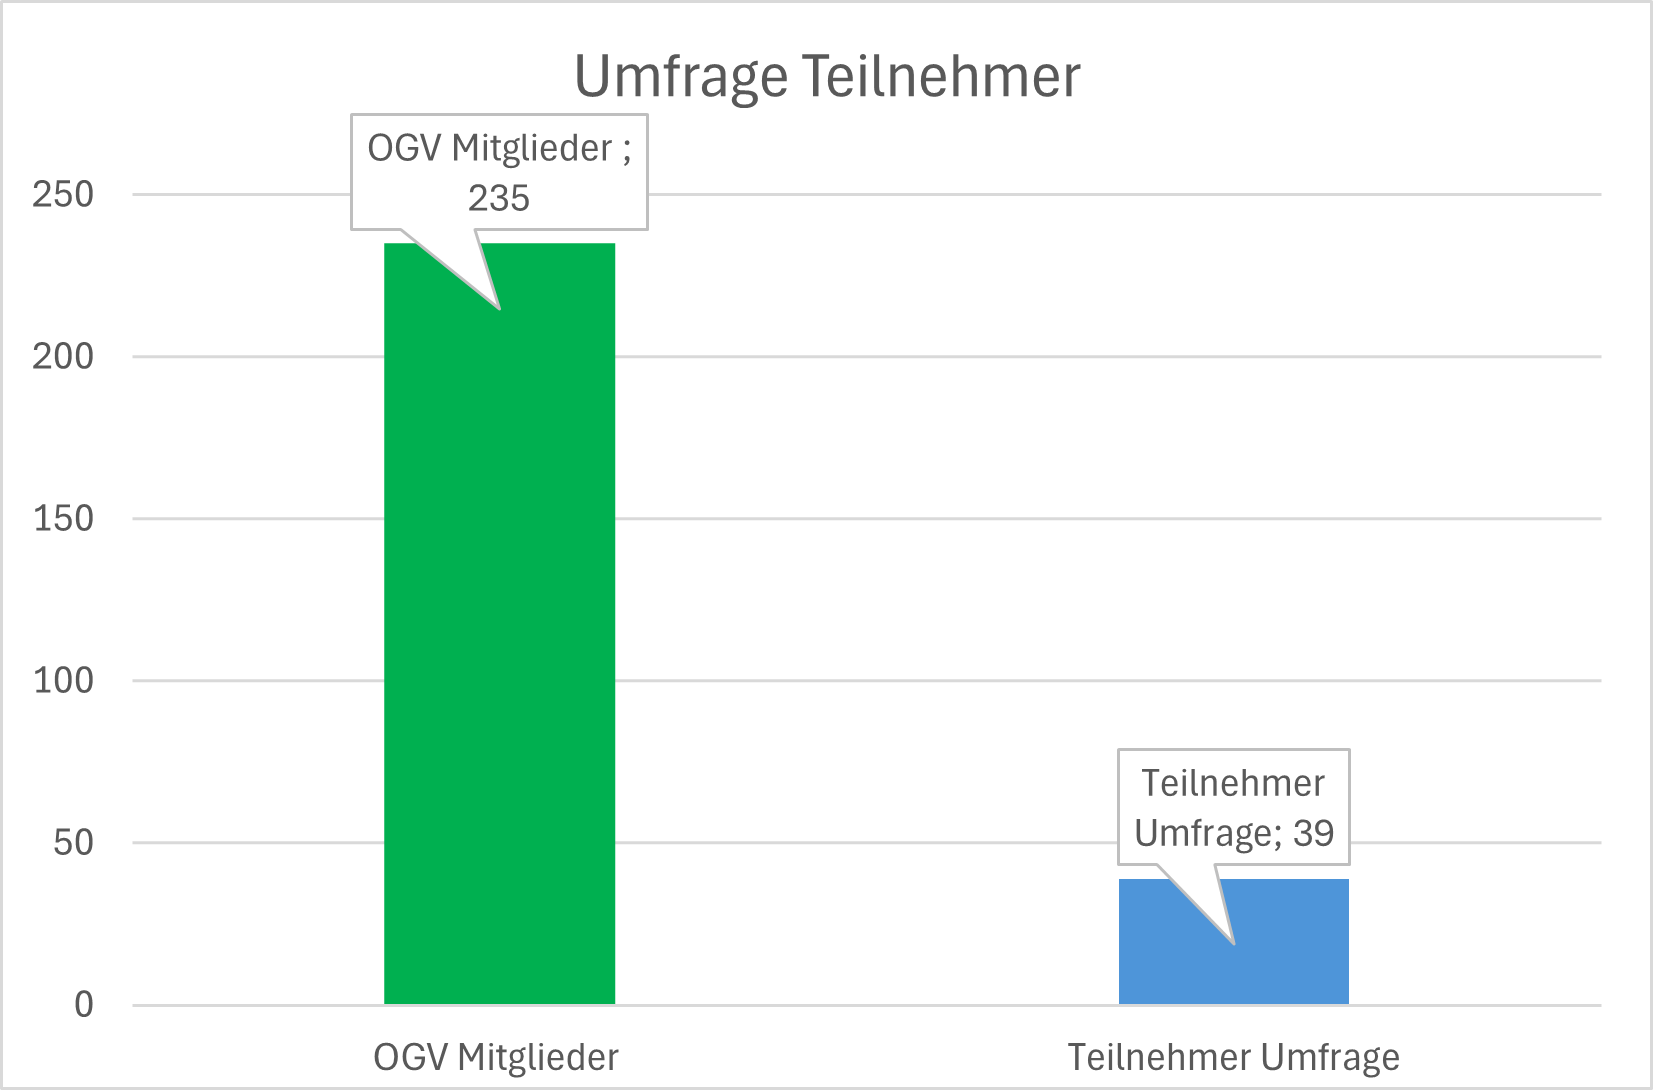 Umfrage Teilnehmer
OGV Mitglieder ;
235
250
200
150
100
Teilnehmer
Umfrage; 39
50
0
OGV Mitglieder
Teilnehmer Umfrage